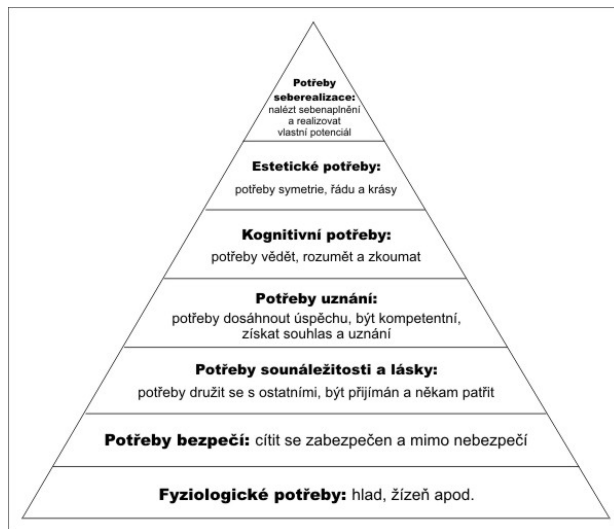 Potřeby
seberealizace:
nalézt sebenaplnění
a realizovat
vlastní potenciál
Estetické potřeby:
potřeby symetrie, řádu a krásy
Kognitivní potřeby:
potřeby vědět, rozumět a zkoumat
Potřeby uznání:
potřeby dosáhnout úspěchu, být kompetentní,
získat souhlas a uznání
Potřeby sounáležitosti a lásky:
potřeby družit se s ostatními, být přijímán a někam patřit
Potřeby bezpečí: cítit se zabezpečen a mimo nebezpečí
Fyziologické potřeby: hlad, žízeň apod.